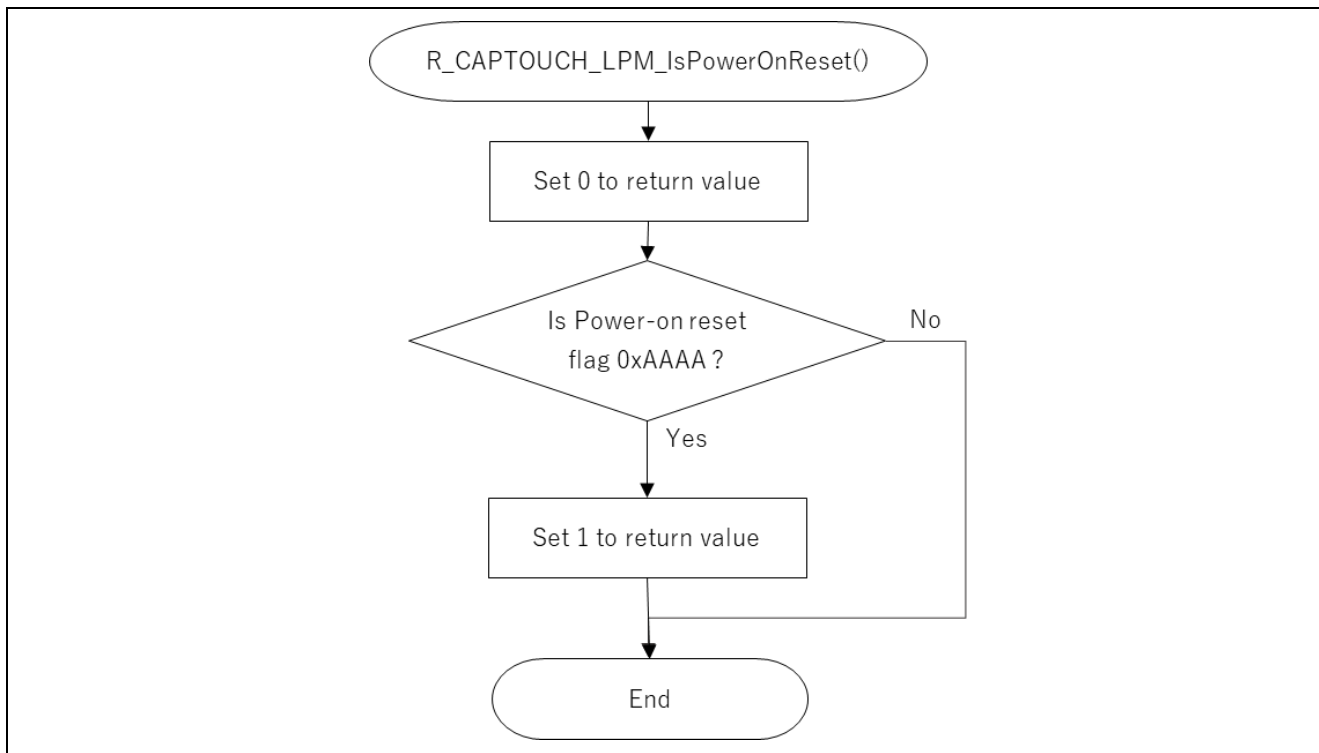 R_CAPTOUCH_LPM_IsPowerOnReset()
Set 0 to return value
Is Power-on reset
flag 0xAAAA ?
No
Yes
Set 1 to return value
End